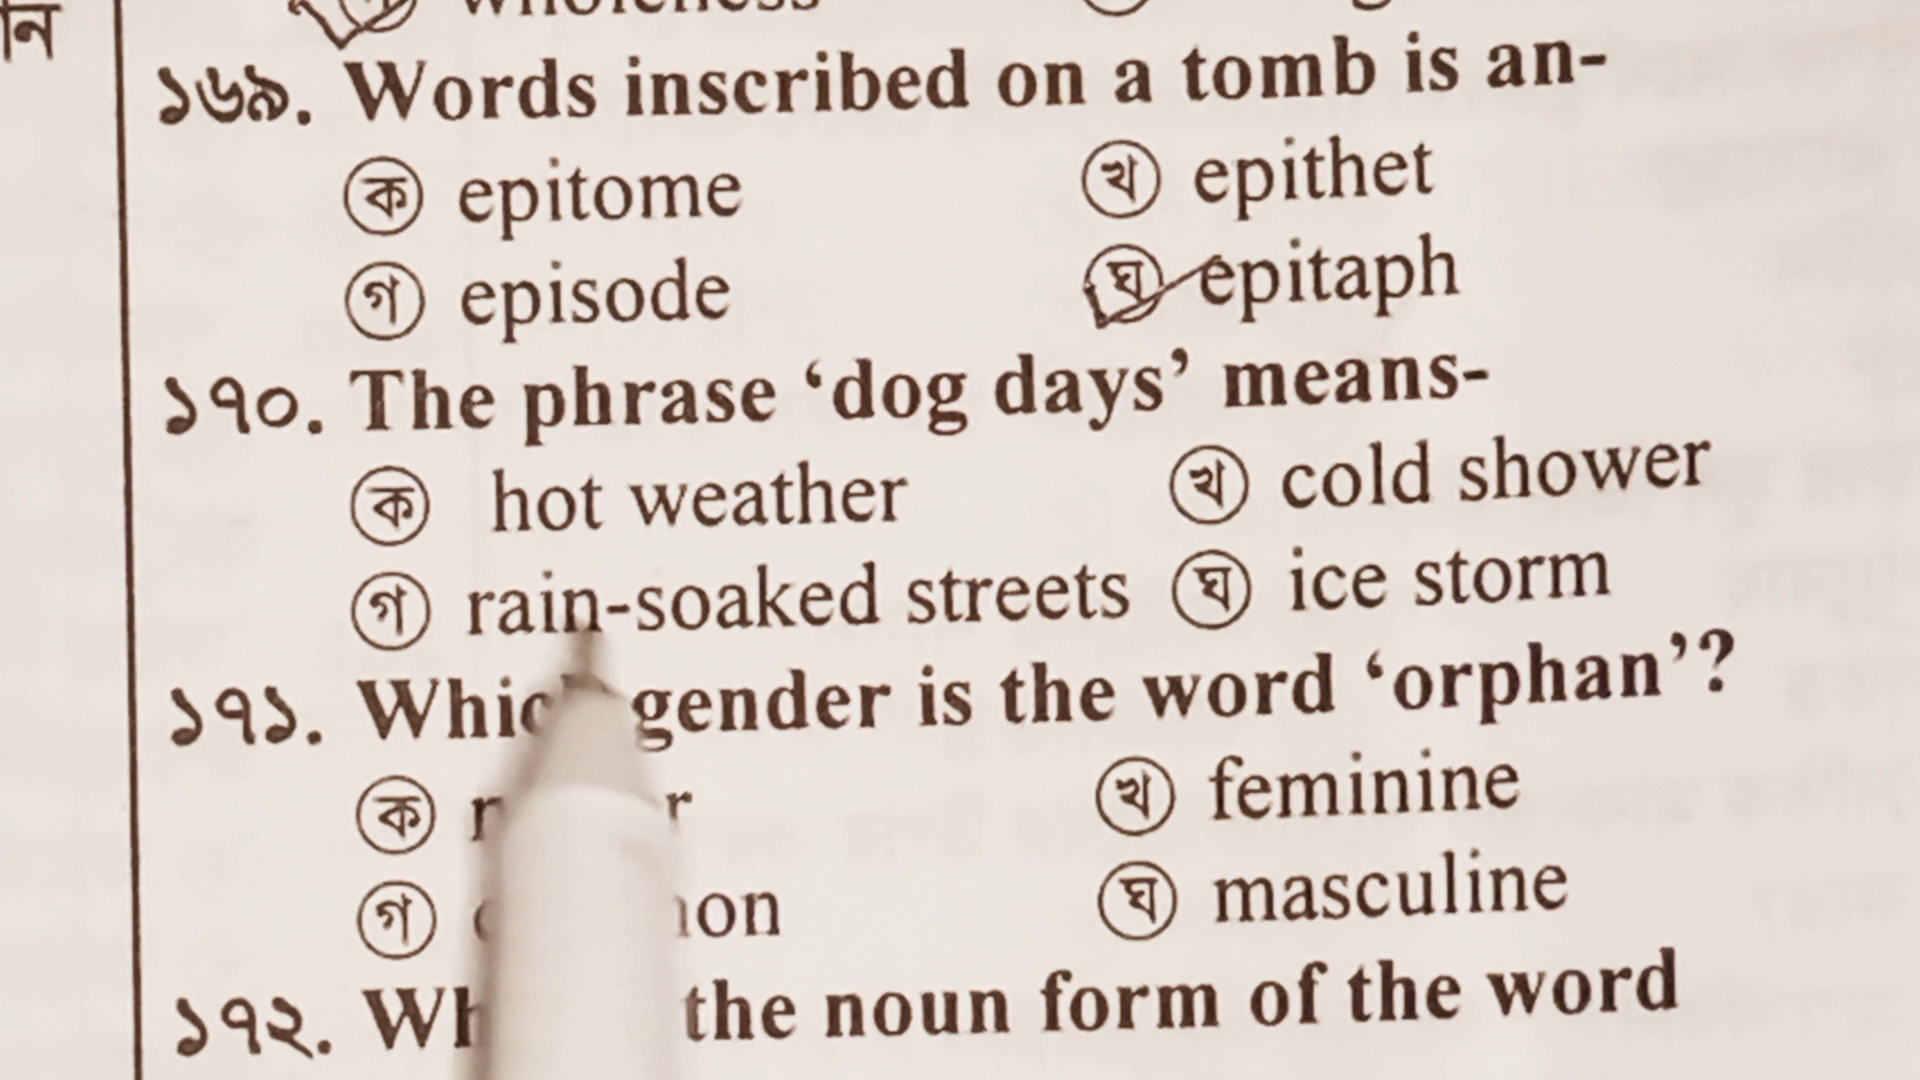 নি
wholeness
১৬৯. Words inscribed on a tomb is an-
ক epitome খ epithet
গ episode ঘ epitaph
১৭০. The phrase ‘dog days’ means-
ক hot weather খ cold shower
গ rain-soaked streets ঘ ice storm
১৭১. gender is the word ‘orphan’?
ক খ feminine
গ ঘ masculine
১৭২. the noun form of the word